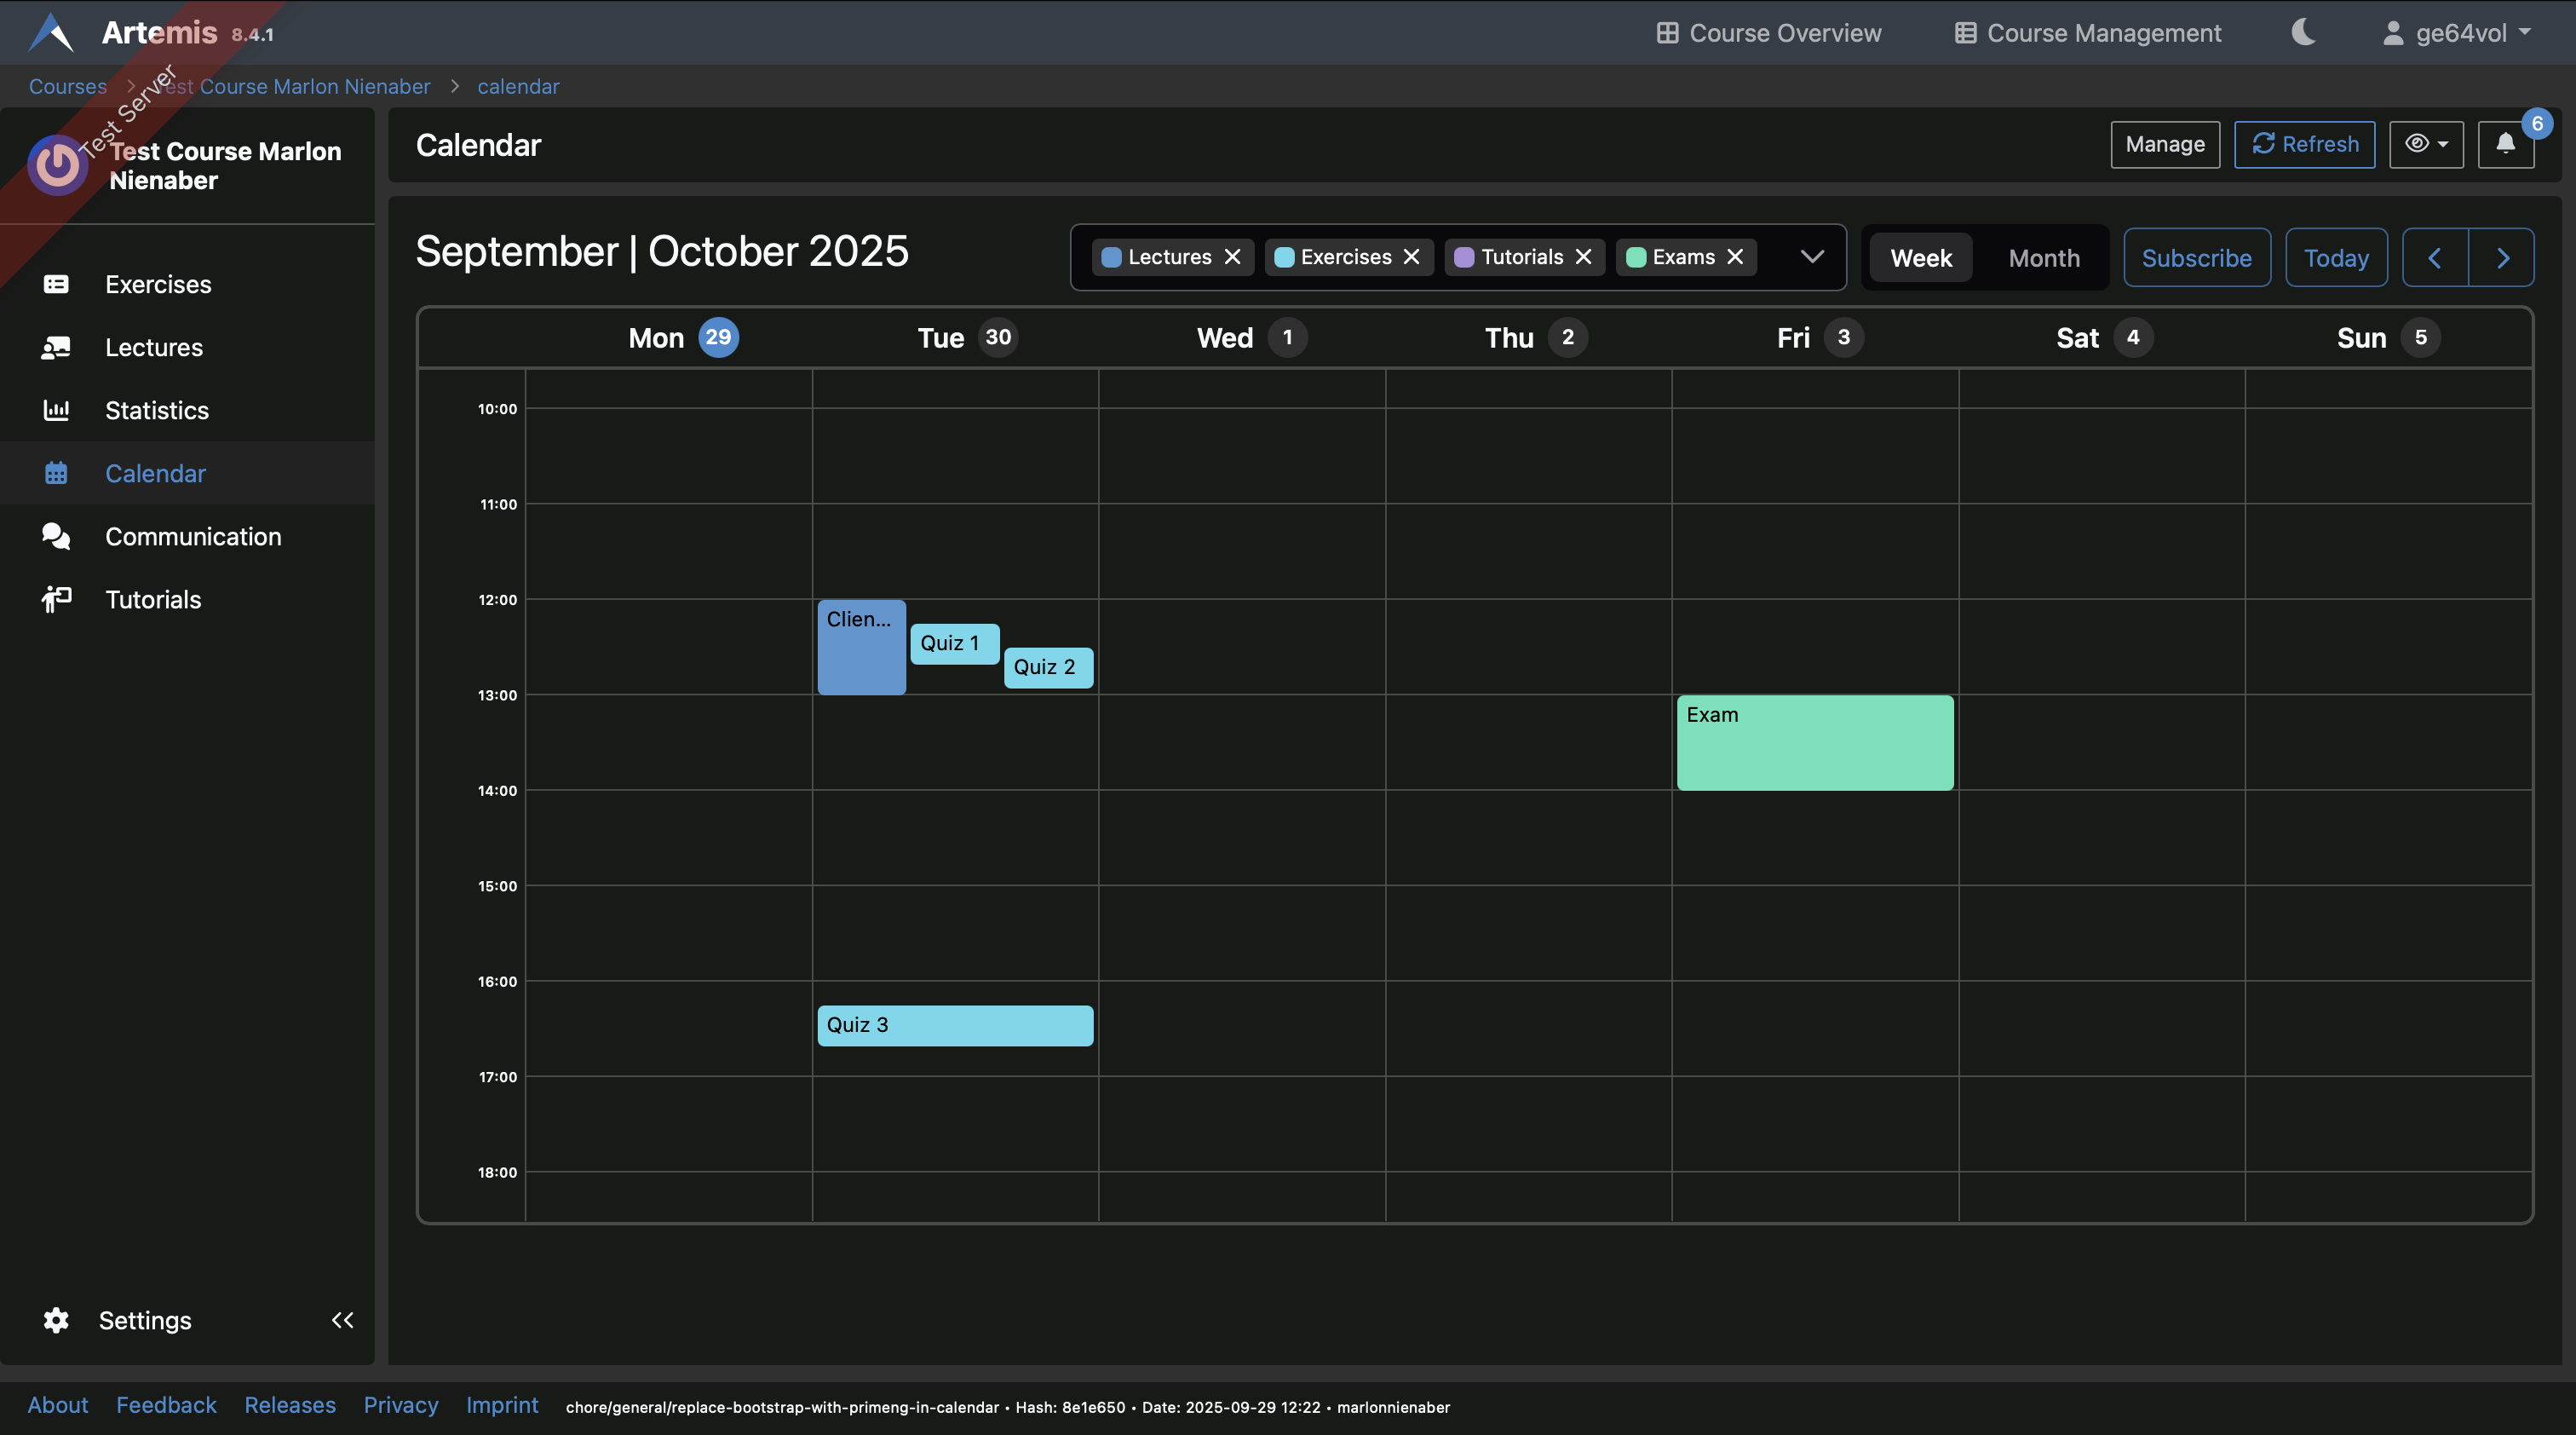 Artemis 8.4.1
Course Overview
Course Management
ge64vol
Courses > Test Course Marlon Nienaber > calendar
Test Server
Test Course Marlon
Nienaber
Calendar
Manage
Refresh
6
Exercises
Lectures
Statistics
Calendar
Communication
Tutorials
Settings
September | October 2025
Lectures
Exercises
Tutorials
Exams
Week
Month
Subscribe
Today
Mon 29
Tue 30
Wed 1
Thu 2
Fri 3
Sat 4
Sun 5
10:00
11:00
12:00
Clien...
Quiz 1
Quiz 2
13:00
Exam
14:00
15:00
16:00
Quiz 3
17:00
18:00
About Feedback Releases Privacy Imprint chore/general/replace-bootstrap-with-primeng-in-calendar • Hash: 8e1e650 • Date: 2025-09-29 12:22 • marlonnienaber